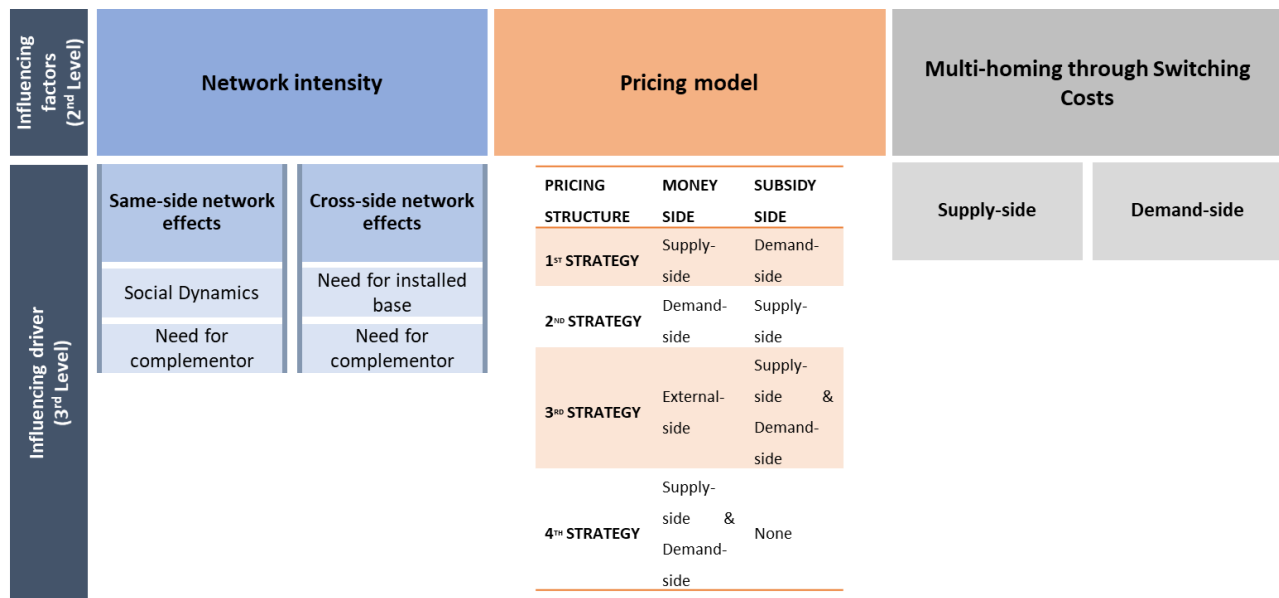 Influencing
factors
(2nd Level)
Network intensity
Pricing model
Multi-homing through Switching
Costs
Influencing driver
(3rd Level)
Same-side network
effects
Social Dynamics
Need for
complementor
Cross-side network
effects
Need for installed
base
Need for
complementor
PRICING MONEY SUBSIDY
STRUCTURE SIDE SIDE
Supply- Demand-
1ST STRATEGY
side side
Demand- Supply-
2ND STRATEGY
side side
Supply-
External- side &
3RD STRATEGY
side Demand-
side
Supply-
side &
4TH STRATEGY None
Demand-
side
Supply-side
Demand-side